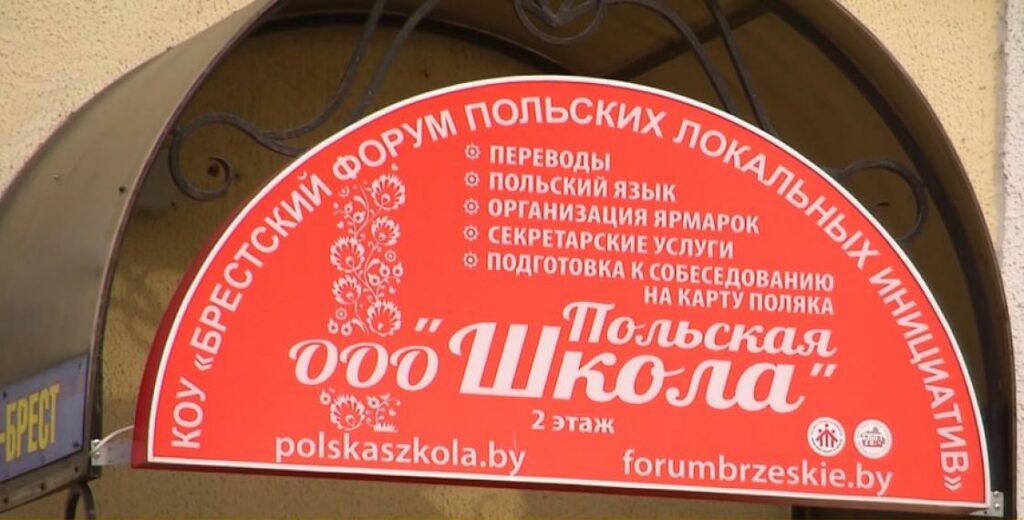 КОУ «БРЕСТСКИЙ ФОРУМ ПОЛЬСКИХ ЛОКАЛЬНЫХ ИНИЦИАТИВ»
ПЕРЕВОДЫ
ПОЛЬСКИЙ ЯЗЫК
ОРГАНИЗАЦИЯ ЯРМАРОК
СЕКРЕТАРСКИЕ УСЛУГИ
ПОДГОТОВКА К СОБЕСЕДОВАНИЮ
НА КАРТУ ПОЛЯКА
ООО "Польская
Школа"
2 этаж
polskaszkola.by
forumbrzeskie.by
-БРЕСТ